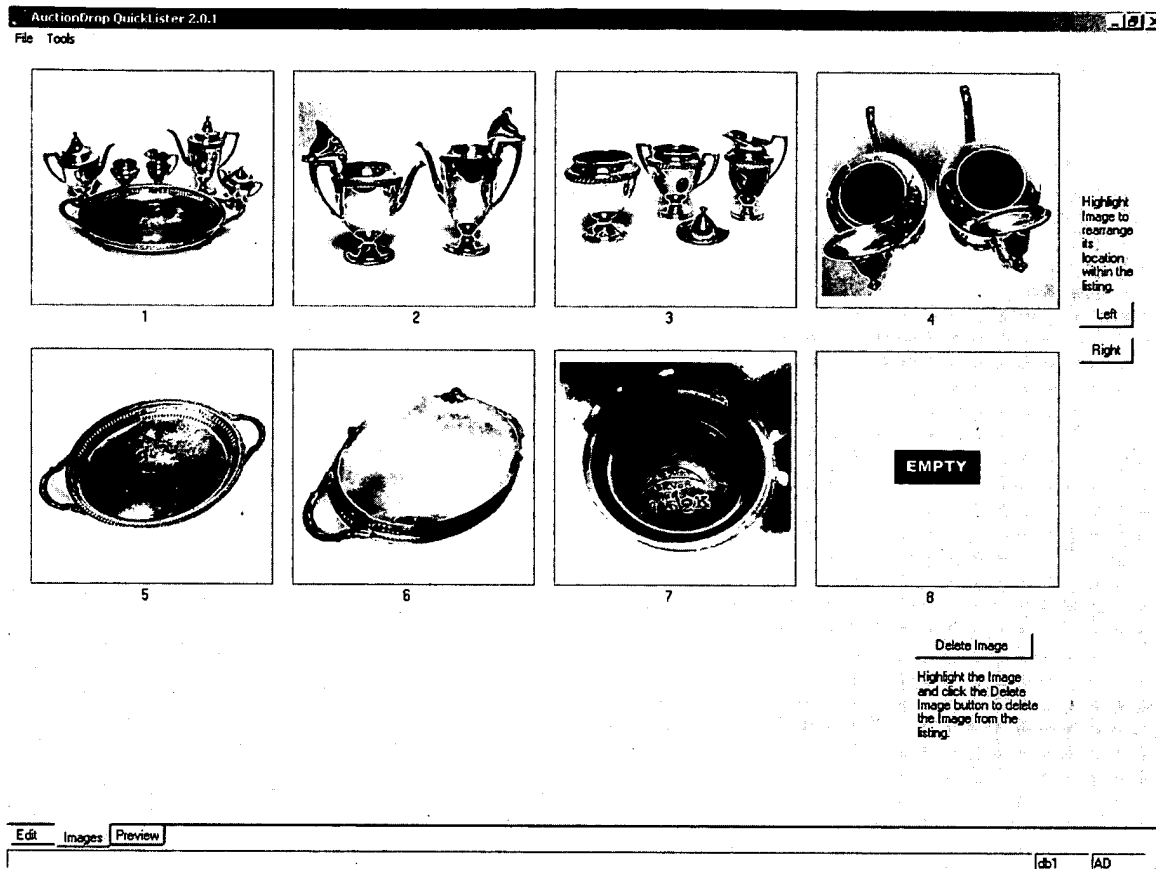 AuctionDrop QuickLister 2.0.1
File Tools
1
2
3
4
Highlight
Image to
rearrange
its
location
within the
listing.
Left
Right
EMPTY
5
6
7
8
Delete Image
Highlight the Image
and click the Delete
Image button to delete
the Image from the
listing.
Edit Images Preview
db1 AD